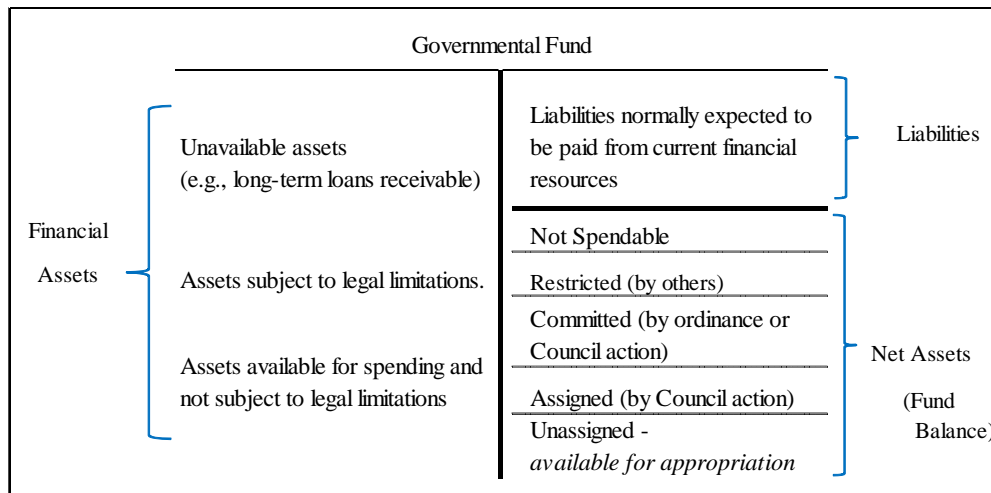 Governmental Fund
Financial
Assets
Unavailable assets
(e.g., long-term loans receivable)
Assets subject to legal limitations.
Assets available for spending and
not subject to legal limitations
Liabilities normally expected to
be paid from current financial
resources
Liabilities
Not Spendable
Restricted (by others)
Committed (by ordinance or
Council action)
Assigned (by Council action)
Unassigned -
available for appropriation
Net Assets
(Fund
Balance)